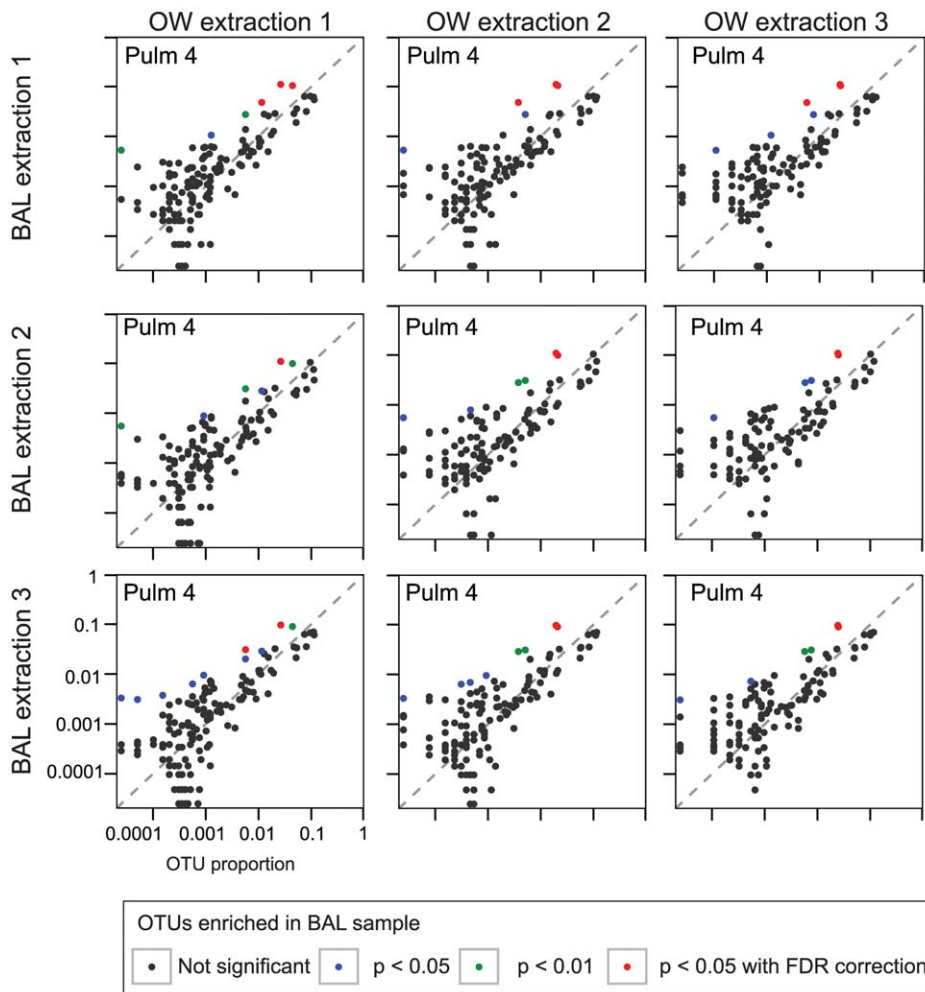 OW extraction 1
OW extraction 2
OW extraction 3
BAL extraction 1
Pulm 4
Pulm 4
Pulm 4
BAL extraction 2
Pulm 4
Pulm 4
Pulm 4
BAL extraction 3
1
0.1
0.01
0.001
0.0001
Pulm 4
Pulm 4
Pulm 4
0.0001 0.001 0.01 0.1 1
OTU proportion
OTUs enriched in BAL sample
Not significant p < 0.05 p < 0.01 p < 0.05 with FDR correction